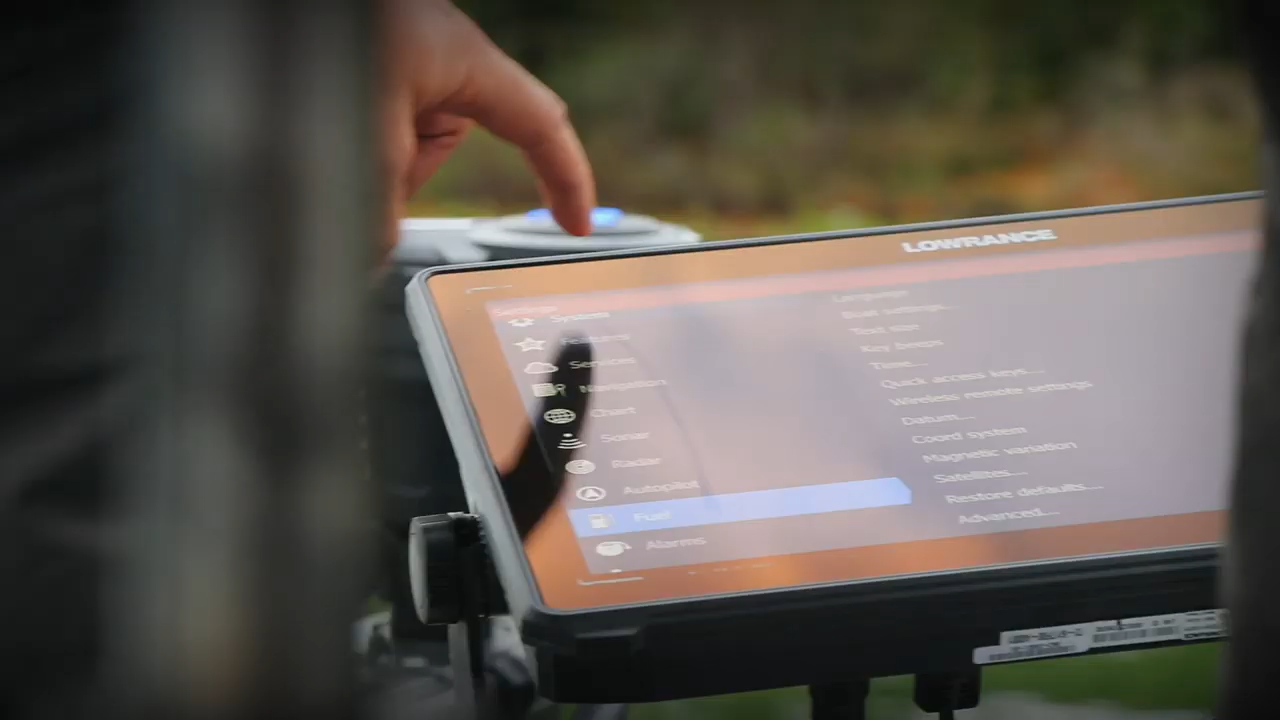 LOWRANCE
Settings
System
Features
Services
Navigation
Chart
Sonar
Radar
Autopilot
Fuel
Alarms
Language
Boat settings...
Text size
Key beeps
Time...
Quick access keys...
Wireless remote settings
Datum...
Coord system
Magnetic variation
Satellites...
Restore defaults...
Advanced...